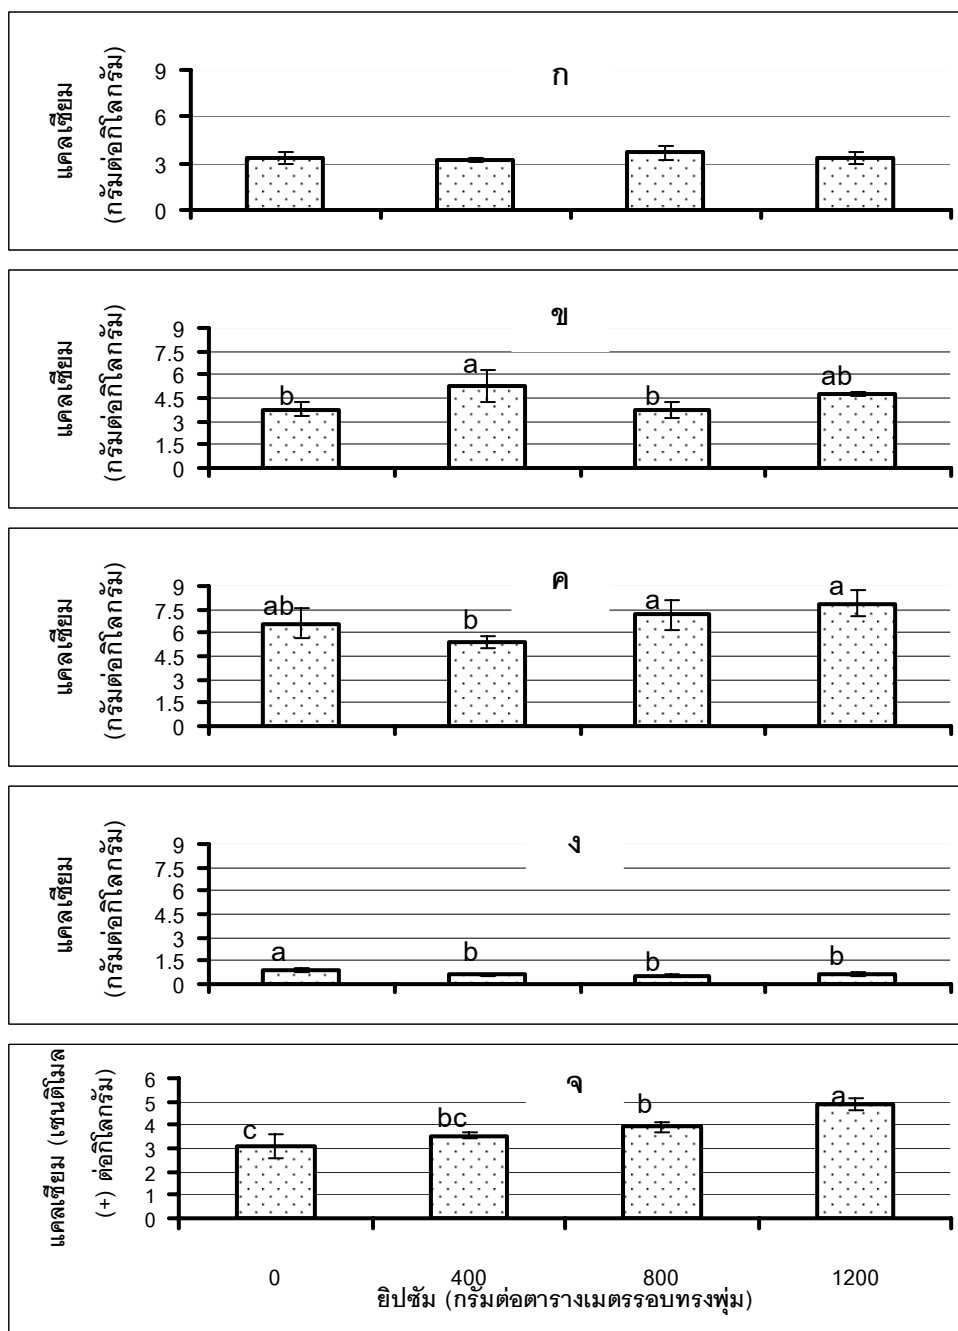 ก
แคลเซียม
(กรัมต่อกิโลกรัม)
9
6
3
0
ข
แคลเซียม
(กรัมต่อกิโลกรัม)
9
7.5
6
4.5
3
1.5
0
b
a
b
ab
ค
แคลเซียม
(กรัมต่อกิโลกรัม)
9
7.5
6
4.5
3
1.5
0
ab
b
a
a
ง
แคลเซียม
(กรัมต่อกิโลกรัม)
9
7.5
6
4.5
3
1.5
0
a
b
b
b
จ
แคลเซียม (เซนติโมล
(+) ต่อกิโลกรัม)
6
5
4
3
2
1
0
c
bc
b
a
0 400 800 1200
ยิปซัม (กรัมต่อตารางเมตรรอบทรงพุ่ม)